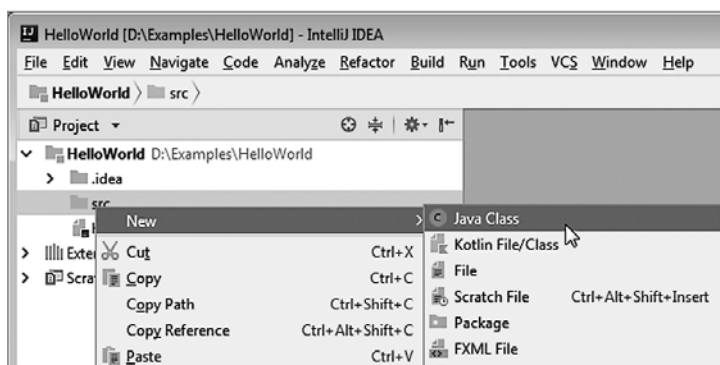 HelloWorld [D:\Examples\HelloWorld] - IntelliJ IDEA
File Edit View Navigate Code Analyze Refactor Build Run Tools VCS Window Help
HelloWorld src
Project
HelloWorld D:\Examples\HelloWorld
.idea
src
New
Java Class
Cut Ctrl+X
Kotlin File/Class
Copy Ctrl+C
File
Copy Path Ctrl+Shift+C
Scratch File Ctrl+Alt+Shift+Insert
Copy Reference Ctrl+Alt+Shift+C
Package
Paste Ctrl+V
FXML File